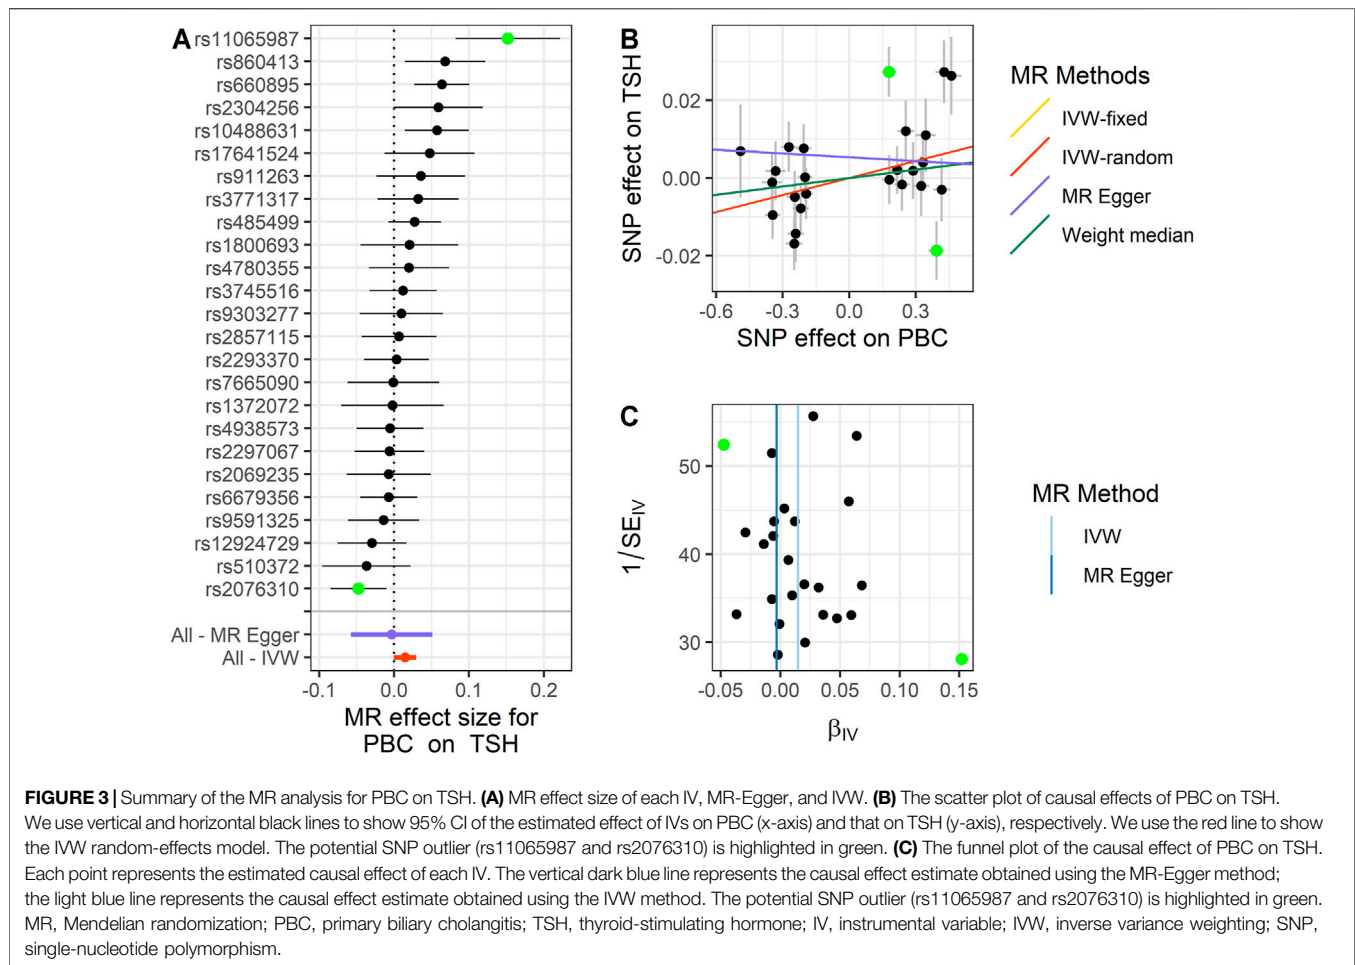 A
rs11065987
rs860413
rs660895
rs2304256
rs10488631
rs17641524
rs911263
rs3771317
rs485499
rs1800693
rs4780355
rs3745516
rs9303277
rs2857115
rs2293370
rs7665090
rs1372072
rs4938573
rs2297067
rs2069235
rs6679356
rs9591325
rs12924729
rs510372
rs2076310
All - MR Egger
All - IVW
-0.1 0.0 0.1 0.2
MR effect size for
PBC on TSH
B
SNP effect on TSH
0.02
0.00
-0.02
-0.6 -0.3 0.0 0.3
SNP effect on PBC
MR Methods
IVW-fixed
IVW-random
MR Egger
Weight median
C
1/SE_IV
50
40
30
-0.05 0.00 0.05 0.10 0.15
β_IV
MR Method
IVW
MR Egger
FIGURE 3 | Summary of the MR analysis for PBC on TSH. (A) MR effect size of each IV, MR-Egger, and IVW. (B) The scatter plot of causal effects of PBC on TSH.
We use vertical and horizontal black lines to show 95% CI of the estimated effect of IVs on PBC (x-axis) and that on TSH (y-axis), respectively. We use the red line to show
the IVW random-effects model. The potential SNP outlier (rs11065987 and rs2076310) is highlighted in green. (C) The funnel plot of the causal effect of PBC on TSH.
Each point represents the estimated causal effect of each IV. The vertical dark blue line represents the causal effect estimate obtained using the MR-Egger method;
the light blue line represents the causal effect estimate obtained using the IVW method. The potential SNP outlier (rs11065987 and rs2076310) is highlighted in green.
MR, Mendelian randomization; PBC, primary biliary cholangitis; TSH, thyroid-stimulating hormone; IV, instrumental variable; IVW, inverse variance weighting; SNP,
single-nucleotide polymorphism.